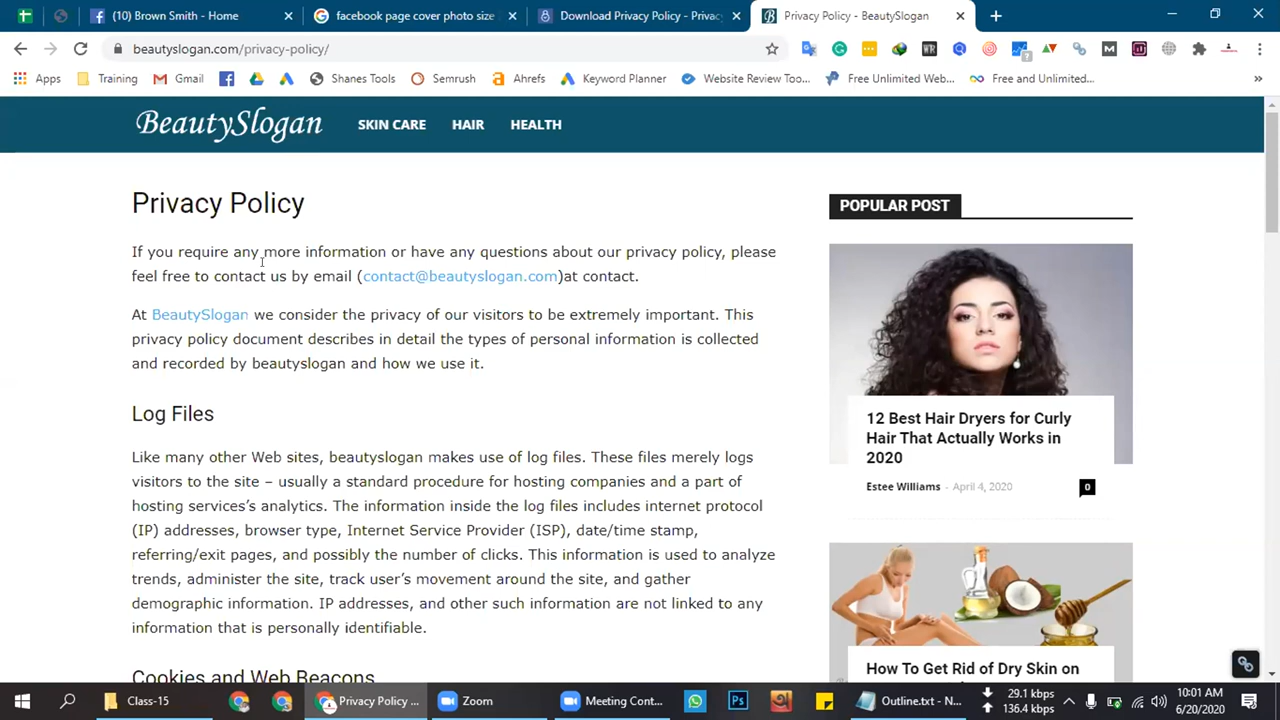 (10) Brown Smith - Home
facebook page cover photo size
Download Privacy Policy - Privac
Privacy Policy - BeautySlogan
beautyslogan.com/privacy-policy/
Apps
Training
Gmail
Shanes Tools
Semrush
Ahrefs
Keyword Planner
Website Review Too...
Free Unlimited Web...
Free and Unlimited...
BeautySlogan
SKIN CARE
HAIR
HEALTH
Privacy Policy
If you require any more information or have any questions about our privacy policy, please
feel free to contact us by email (contact@beautyslogan.com)at contact.
At BeautySlogan we consider the privacy of our visitors to be extremely important. This
privacy policy document describes in detail the types of personal information is collected
and recorded by beautyslogan and how we use it.
Log Files
Like many other Web sites, beautyslogan makes use of log files. These files merely logs
visitors to the site – usually a standard procedure for hosting companies and a part of
hosting services's analytics. The information inside the log files includes internet protocol
(IP) addresses, browser type, Internet Service Provider (ISP), date/time stamp,
referring/exit pages, and possibly the number of clicks. This information is used to analyze
trends, administer the site, track user's movement around the site, and gather
demographic information. IP addresses, and other such information are not linked to any
information that is personally identifiable.
Cookies and Web Beacons
POPULAR POST
12 Best Hair Dryers for Curly
Hair That Actually Works in
2020
Estee Williams - April 4, 2020
0
How To Get Rid of Dry Skin on
Class-15
Privacy Policy ...
Zoom
Meeting Cont...
Outline.txt - N...
29.1 kbps
136.4 kbps
10:01 AM
6/20/2020